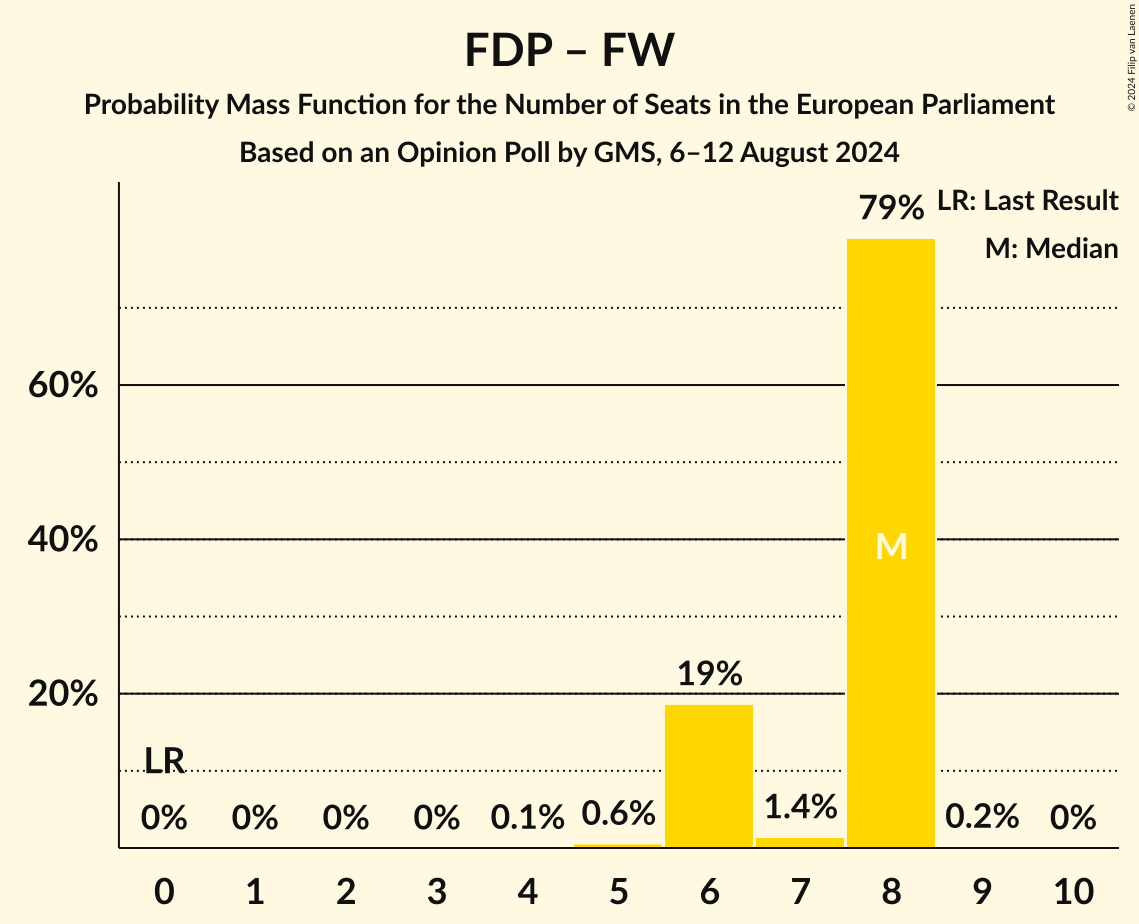 FDP – FW
Probability Mass Function for the Number of Seats in the European Parliament
Based on an Opinion Poll by GMS, 6–12 August 2024
© 2024 Filip van Laenen
LR: Last Result
M: Median
79%
60%
40%
M
19%
20%
LR
0% 0% 0% 0% 0.1% 0.6% 1.4% 0.2% 0%
0 1 2 3 4 5 6 7 8 9 10